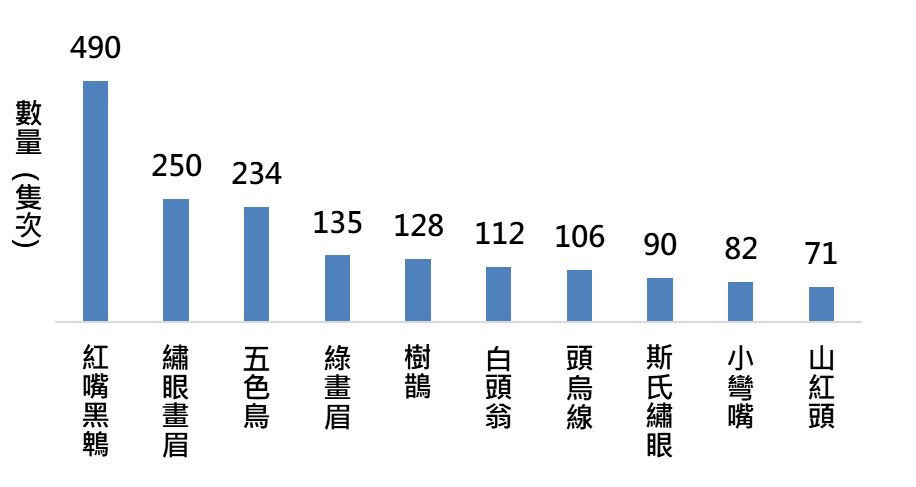 490
250
234
135
128
112
106
90
82
71
數量(隻次)
紅嘴黑鵯
繡眼畫眉
五色鳥
綠畫眉
樹鵲
白頭翁
頭烏線
斯氏繡眼
小彎嘴
山紅頭